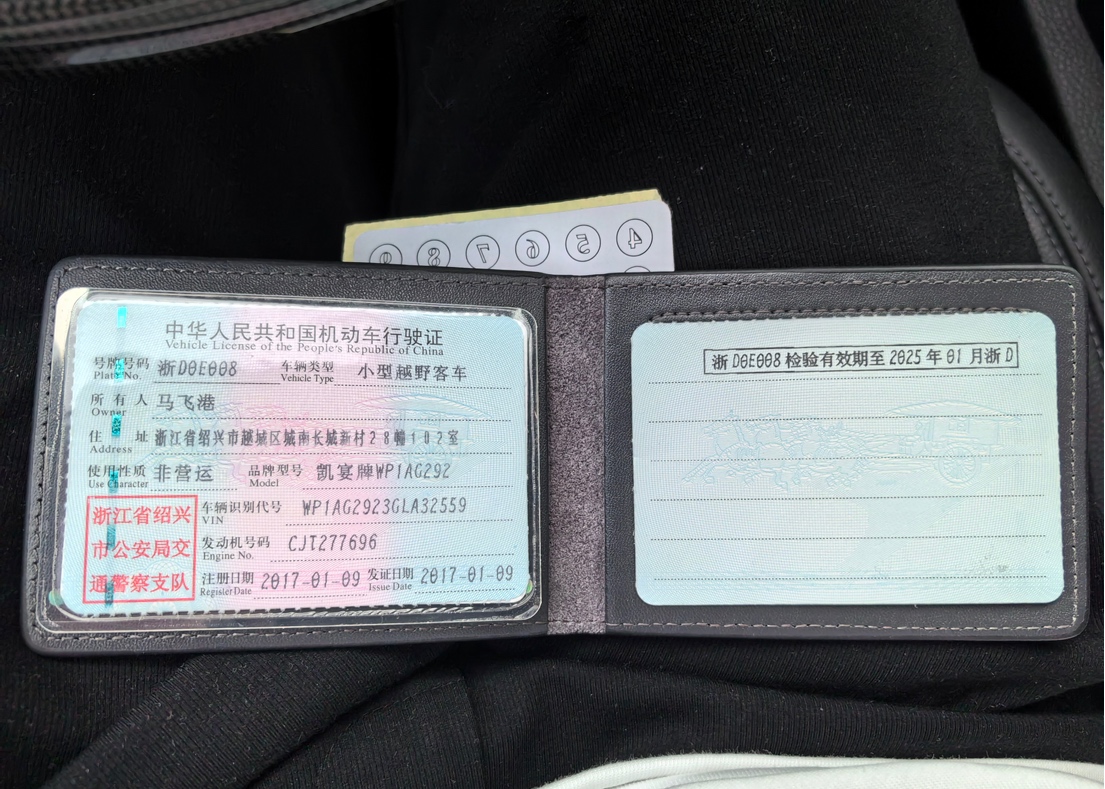 ④ ⑤ ⑥ ⑦ ⑧ ⑨
中华人民共和国机动车行驶证
Vehicle License of the People's Republic of China
号牌号码 浙D0E008 车辆类型 小型越野客车
Plate No. Vehicle Type
所有人 马飞港
Owner
住址 浙江省绍兴市越城区城南长城新村28幢102室
Address
使用性质 非营运 品牌型号 凯宴牌WP1AG292
Use Character Model
浙江省绍兴
市公安局交
通警察支队
车辆识别代号 WP1AG2923GLA32559
VIN
发动机号码 CJT277696
Engine No.
注册日期 2017-01-09 发证日期 2017-01-09
Register Date Issue Date
浙D0E008检验有效期至2025年01月浙D